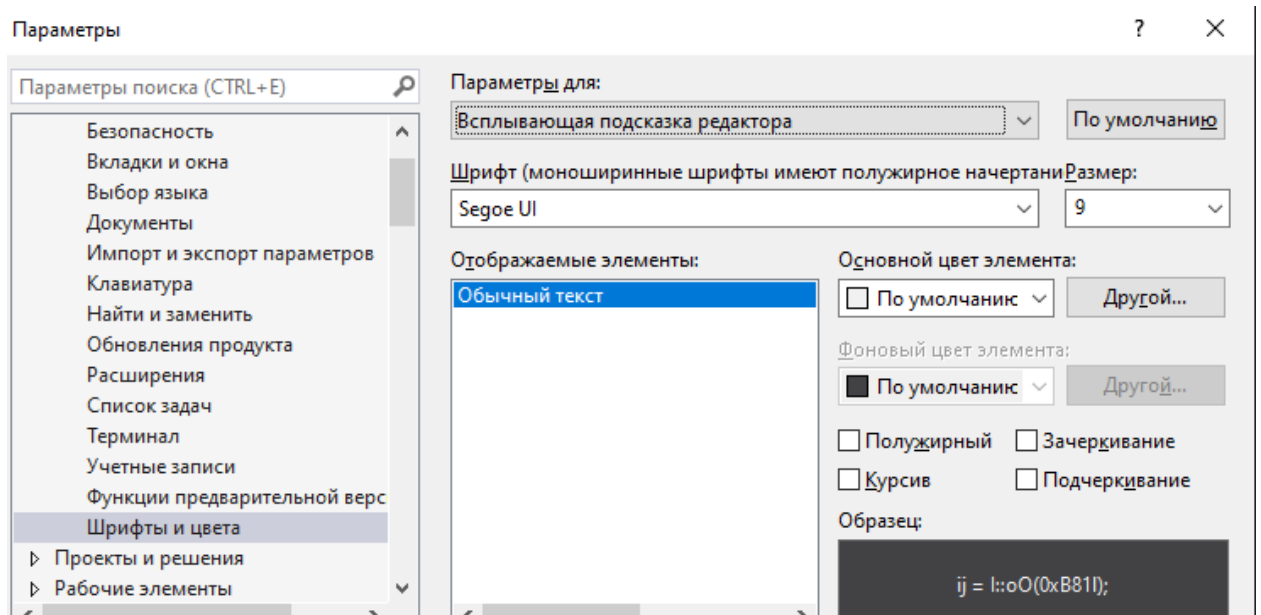 Параметры
?
Параметры поиска (CTRL+E)
Безопасность
Вкладки и окна
Выбор языка
Документы
Импорт и экспорт параметров
Клавиатура
Найти и заменить
Обновления продукта
Расширения
Список задач
Терминал
Учетные записи
Функции предварительной верс
Шрифты и цвета
Проекты и решения
Рабочие элементы
Параметры для:
Всплывающая подсказка редактора
По умолчанию
Шрифт (моноширинные шрифты имеют полужирное начертани
Размер:
Segoe UI
9
Отображаемые элементы:
Обычный текст
Основной цвет элемента:
По умолчанию
Другой...
Фоновый цвет элемента:
По умолчанию
Другой...
Полужирный
Зачеркивание
Курсив
Подчеркивание
Образец:
ij = I::oO(0xB81l);